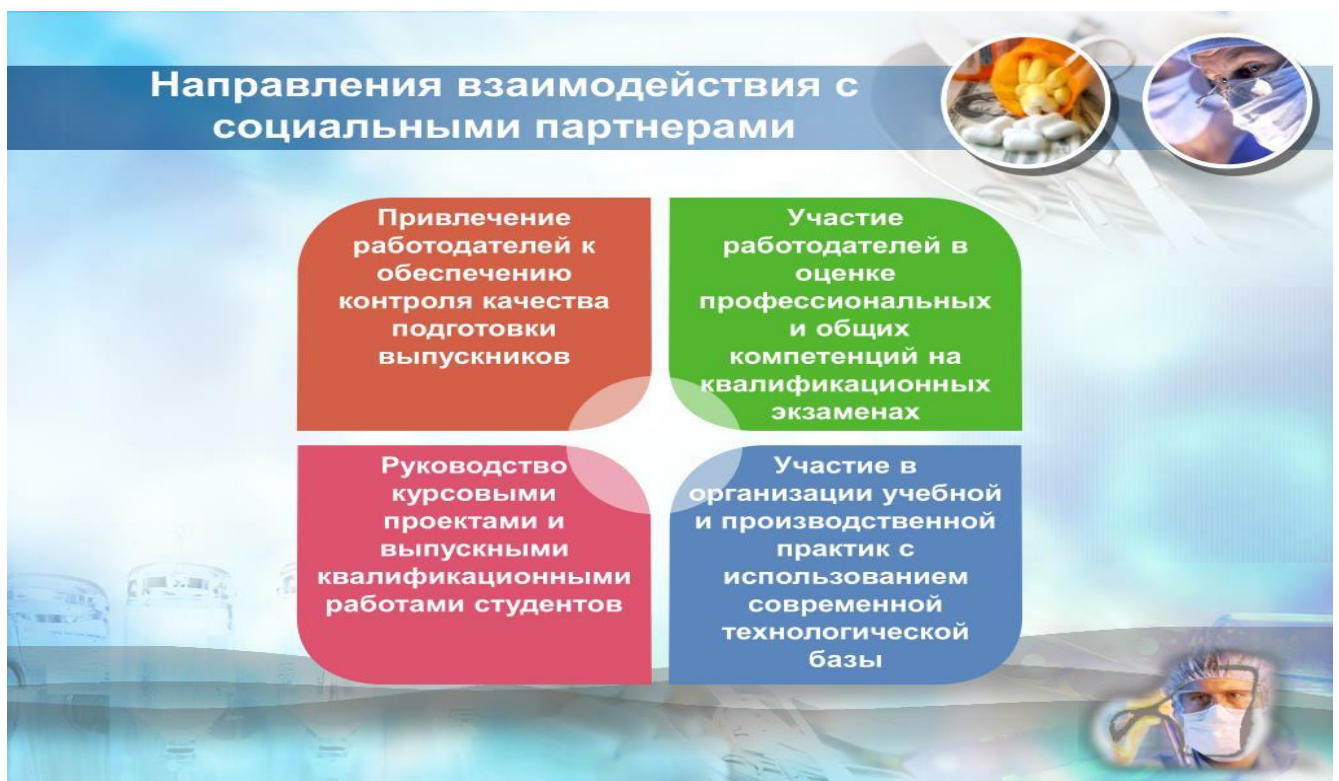 Направления взаимодействия с
социальными партнерами
Привлечение
работодателей к
обеспечению
контроля качества
подготовки
выпускников
Участие
работодателей в
оценке
профессиональных
и общих
компетенций на
квалификационных
экзаменах
Руководство
курсовыми
проектами и
выпускными
квалификационными
работами студентов
Участие в
организации учебной
и производственной
практик с
использованием
современной
технологической
базы